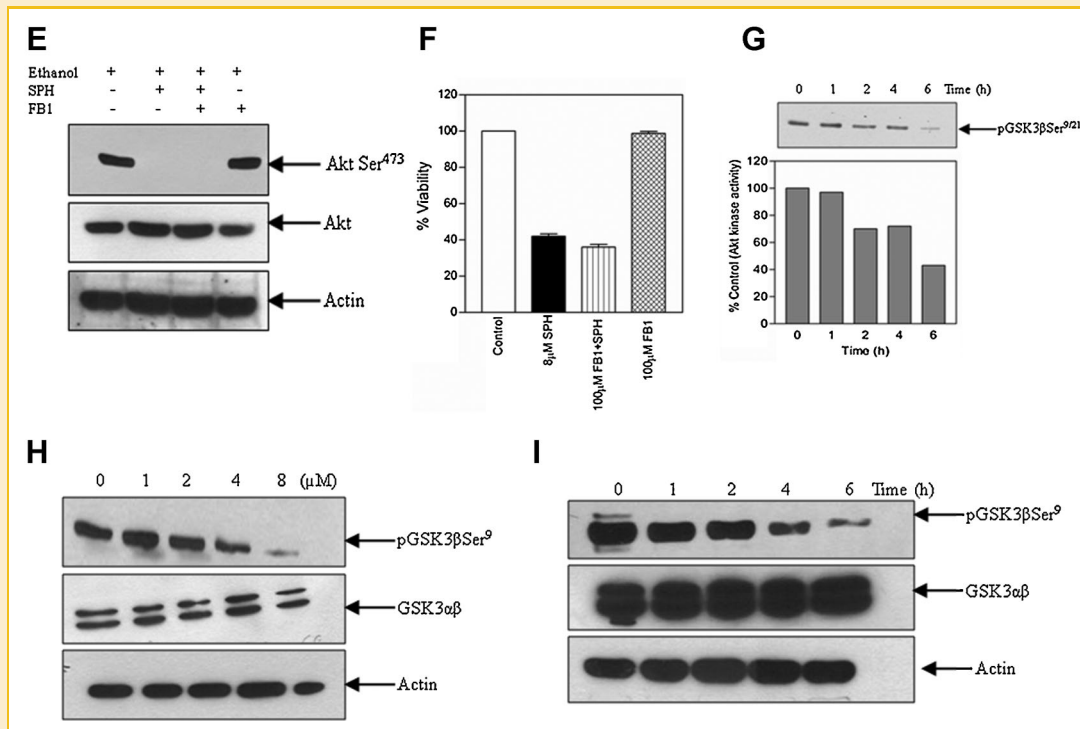 E
Ethanol + + + +
SPH - + + -
FB1 - - + +
Akt Ser473
Akt
Actin
F
120
100
80
60
40
20
0
% Viability
Control
8µM SPH
100µM FB1+SPH
100µM FB1
G
0 1 2 4 6 Time (h)
pGSK3βSer9/21
120
100
80
60
40
20
0
% Control (Akt kinase activity)
0 1 2 4 6
Time (h)
H
0 1 2 4 8 (µM)
pGSK3βSer9
GSK3αβ
Actin
I
0 1 2 4 6 Time (h)
pGSK3βSer9
GSK3αβ
Actin